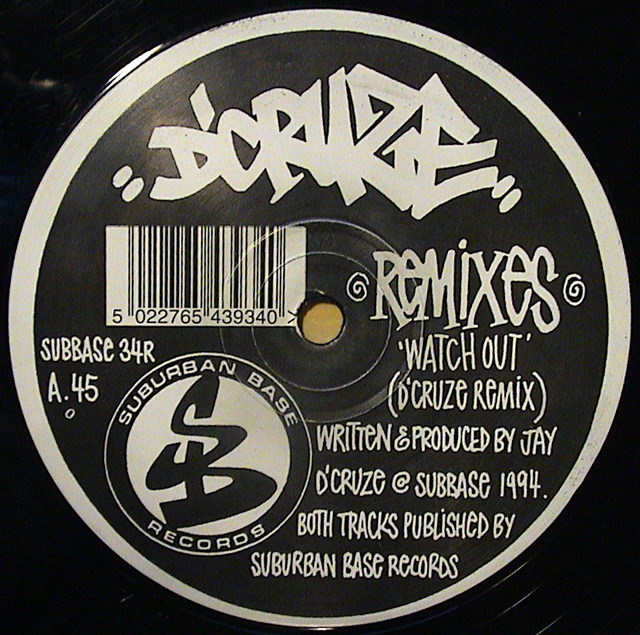 "D'CRUZE"
REMIXES
5 022765 439340 >
'WATCH OUT'
(D'CRUZE REMIX)
SUBBASE 34R
A.45
SUBURBAN BASE
SB
RECORDS
WRITTEN & PRODUCED BY JAY
D'CRUZE @ SUBBASE 1994.
BOTH TRACKS PUBLISHED BY
SUBURBAN BASE RECORDS